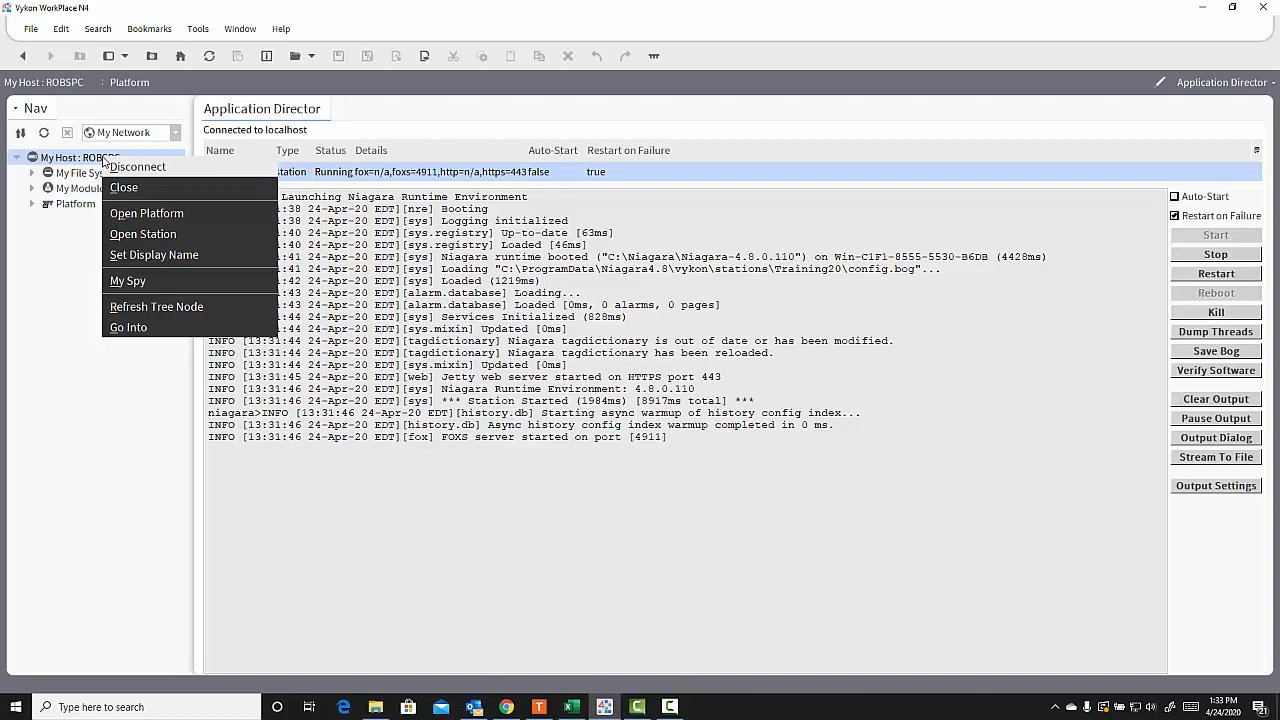 Vykon WorkPlace N4
File Edit Search Bookmarks Tools Window Help
My Host : ROBSPC : Platform
Application Director
Nav
My Network
My Host : ROBSPC
My File Sys
My Modul
Platform
Disconnect
Close
Open Platform
Open Station
Set Display Name
My Spy
Refresh Tree Node
Go Into
Application Director
Connected to localhost
Name Type Status Details Auto-Start Restart on Failure
station Running fox=n/a,foxs=4911,http=n/a,https=443 false true
Launching Niagara Runtime Environment
:38 24-Apr-20 EDT][nre] Booting
:38 24-Apr-20 EDT][sys] Logging initialized
:40 24-Apr-20 EDT][sys.registry] Up-to-date [63ms]
:40 24-Apr-20 EDT][sys.registry] Loaded [46ms]
:41 24-Apr-20 EDT][sys] Niagara runtime booted ("C:\Niagara\Niagara-4.8.0.110") on Win-C1F1-8555-5530-B6DB (4428ms)
:41 24-Apr-20 EDT][sys] Loading "C:\ProgramData\Niagara4.8\vykon\stations\Training20\config.bog"...
:41 24-Apr-20 EDT][sys] Loaded (1219ms)
:43 24-Apr-20 EDT][alarm.database] Loading...
:43 24-Apr-20 EDT][alarm.database] Loaded [0ms, 0 alarms, 0 pages]
:44 24-Apr-20 EDT][sys] Services Initialized (828ms)
:44 24-Apr-20 EDT][sys.mixin] Updated [0ms]
INFO [13:31:44 24-Apr-20 EDT][tagdictionary] Niagara tagdictionary is out of date or has been modified.
INFO [13:31:44 24-Apr-20 EDT][tagdictionary] Niagara tagdictionary has been reloaded.
INFO [13:31:44 24-Apr-20 EDT][sys.mixin] Updated [0ms]
INFO [13:31:45 24-Apr-20 EDT][web] Jetty web server started on HTTPS port 443
INFO [13:31:46 24-Apr-20 EDT][sys] Niagara Runtime Environment: 4.8.0.110
INFO [13:31:46 24-Apr-20 EDT][sys] *** Station Started (1984ms) [8917ms total] ***
niagara>INFO [13:31:46 24-Apr-20 EDT][history.db] Starting async warmup of history config index...
INFO [13:31:46 24-Apr-20 EDT][history.db] Async history config index warmup completed in 0 ms.
INFO [13:31:46 24-Apr-20 EDT][fox] FOXS server started on port [4911]
Auto-Start
Restart on Failure
Start
Stop
Restart
Reboot
Kill
Dump Threads
Save Bog
Verify Software
Clear Output
Pause Output
Output Dialog
Stream To File
Output Settings
Type here to search
1:33 PM
4/24/2020